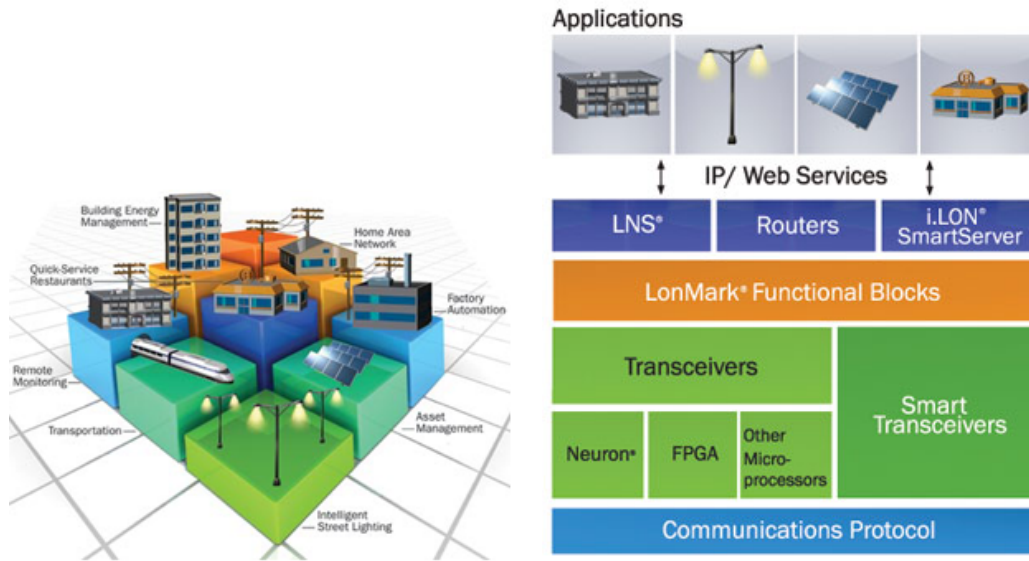 Building Energy
Management
Home Area
Network
Quick-Service
Restaurants
Factory
Automation
Remote
Monitoring
Transportation
Asset
Management
Intelligent
Street Lighting
Applications
IP/ Web Services
LNS®
Routers
i.LON®
SmartServer
LonMark® Functional Blocks
Transceivers
Smart
Transceivers
Neuron®
FPGA
Other
Micro-
processors
Communications Protocol